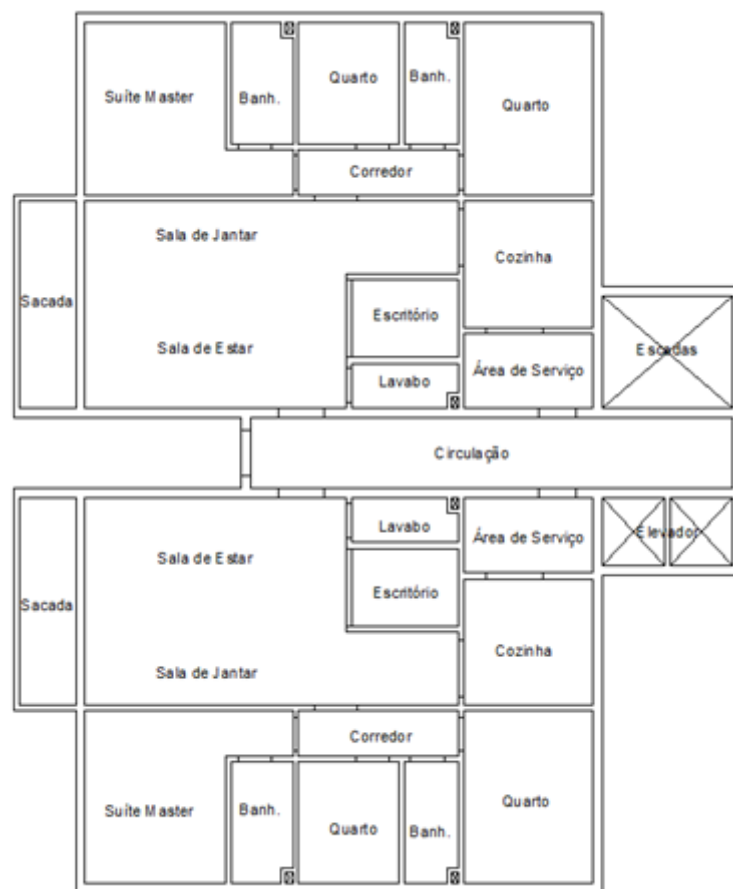 Suíte Master
Banh.
Quarto
Banh.
Quarto
Corredor
Sala de Jantar
Cozinha
Sacada
Escritório
Sala de Estar
Escadas
Lavabo
Área de Serviço
Circulação
Lavabo
Área de Serviço
Elevador
Sala de Estar
Escritório
Sacada
Cozinha
Sala de Jantar
Corredor
Suíte Master
Banh.
Quarto
Banh.
Quarto